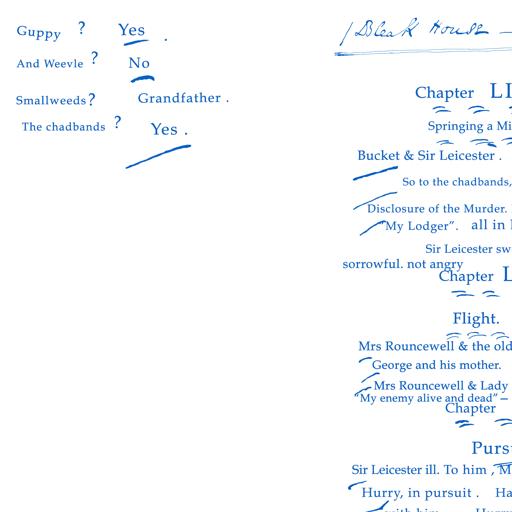 Guppy ? Yes .
And Weevle ? No
Smallweeds? Grandfather .
The chadbands ? Yes .
Bleak House —
Chapter LI
Springing a Mi
Bucket & Sir Leicester .
So to the chadbands,
Disclosure of the Murder.
"My Lodger". all in
Sir Leicester sw
sorrowful. not angry
Chapter L
Flight.
Mrs Rouncewell & the old
George and his mother.
Mrs Rouncewell & Lady
"My enemy alive and dead" –
Chapter
Purs
Sir Leicester ill. To him , M
Hurry, in pursuit . Ha
with him